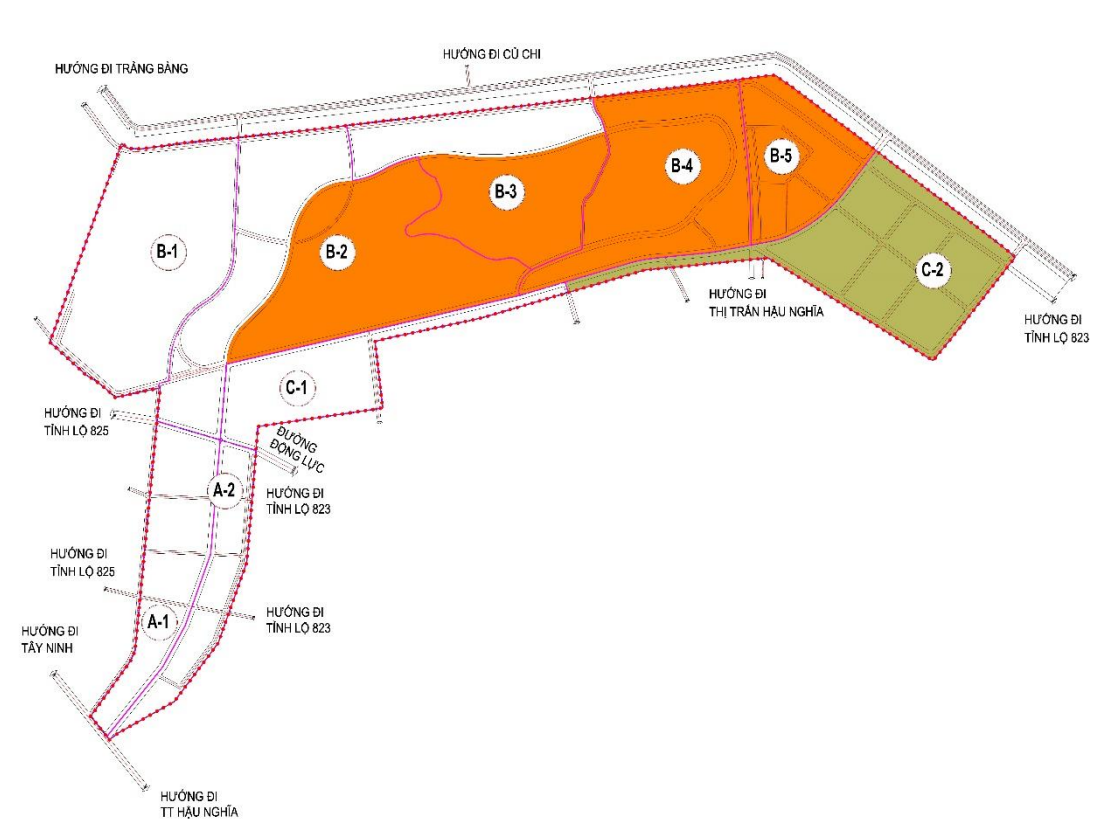 HƯỚNG ĐI CỦ CHI
HƯỚNG ĐI TRẢNG BÀNG
B-5
B-4
B-3
B-1
B-2
C-2
HƯỚNG ĐI
THỊ TRẤN HẬU NGHĨA
HƯỚNG ĐI
TỈNH LỘ 823
C-1
HƯỚNG ĐI
TỈNH LỘ 825
ĐƯỜNG
ĐỘNG LỰC
A-2
HƯỚNG ĐI
TỈNH LỘ 823
HƯỚNG ĐI
TỈNH LỘ 825
A-1
HƯỚNG ĐI
TỈNH LỘ 823
HƯỚNG ĐI
TÂY NINH
HƯỚNG ĐI
TT HẬU NGHĨA